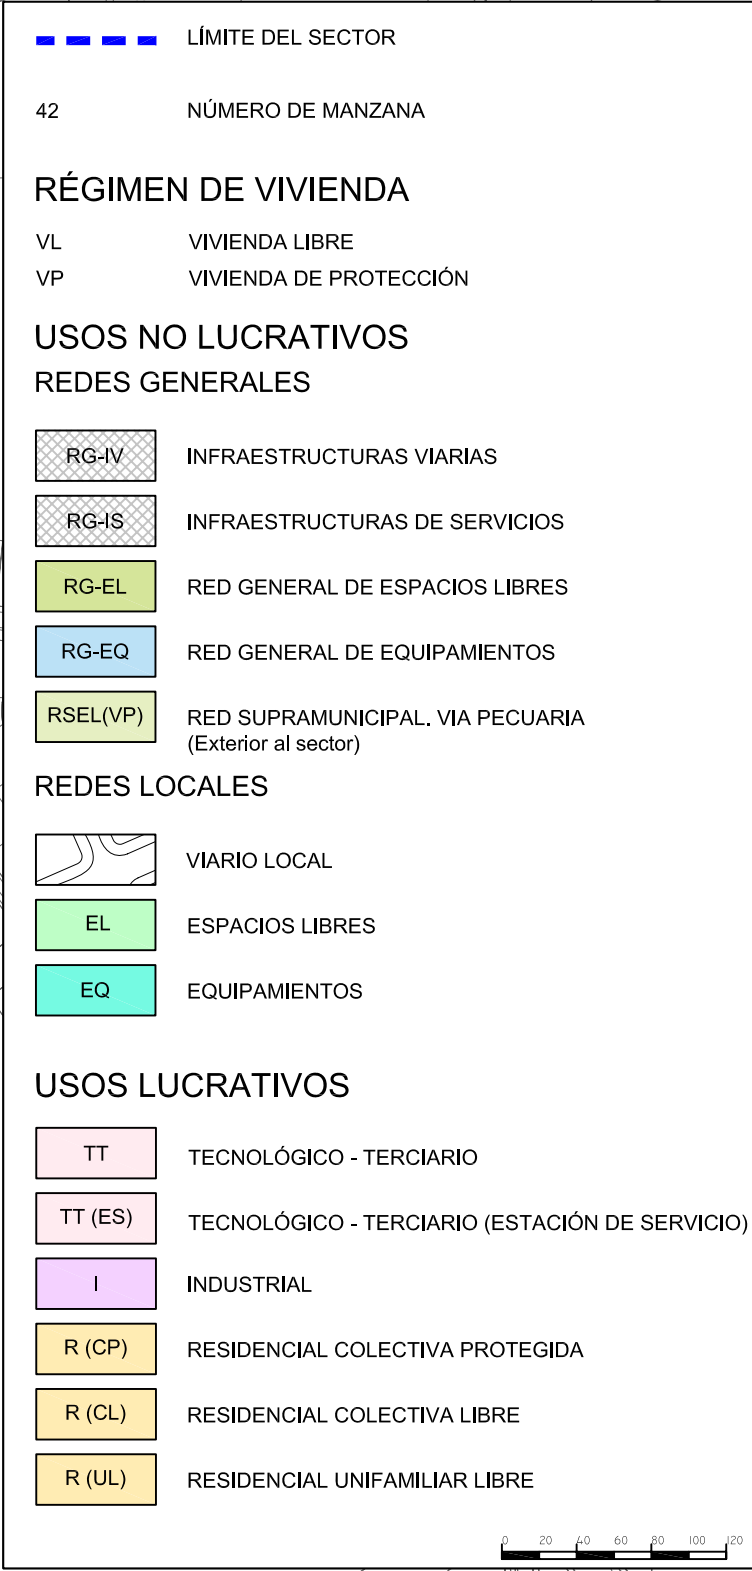 LÍMITE DEL SECTOR
42 NÚMERO DE MANZANA
RÉGIMEN DE VIVIENDA
VL VIVIENDA LIBRE
VP VIVIENDA DE PROTECCIÓN
USOS NO LUCRATIVOS
REDES GENERALES
RG-IV INFRAESTRUCTURAS VIARIAS
RG-IS INFRAESTRUCTURAS DE SERVICIOS
RG-EL RED GENERAL DE ESPACIOS LIBRES
RG-EQ RED GENERAL DE EQUIPAMIENTOS
RSEL(VP) RED SUPRAMUNICIPAL. VIA PECUARIA
(Exterior al sector)
REDES LOCALES
VIARIO LOCAL
EL ESPACIOS LIBRES
EQ EQUIPAMIENTOS
USOS LUCRATIVOS
TT TECNOLÓGICO - TERCIARIO
TT (ES) TECNOLÓGICO - TERCIARIO (ESTACIÓN DE SERVICIO)
I INDUSTRIAL
R (CP) RESIDENCIAL COLECTIVA PROTEGIDA
R (CL) RESIDENCIAL COLECTIVA LIBRE
R (UL) RESIDENCIAL UNIFAMILIAR LIBRE
0 20 40 60 80 100 120